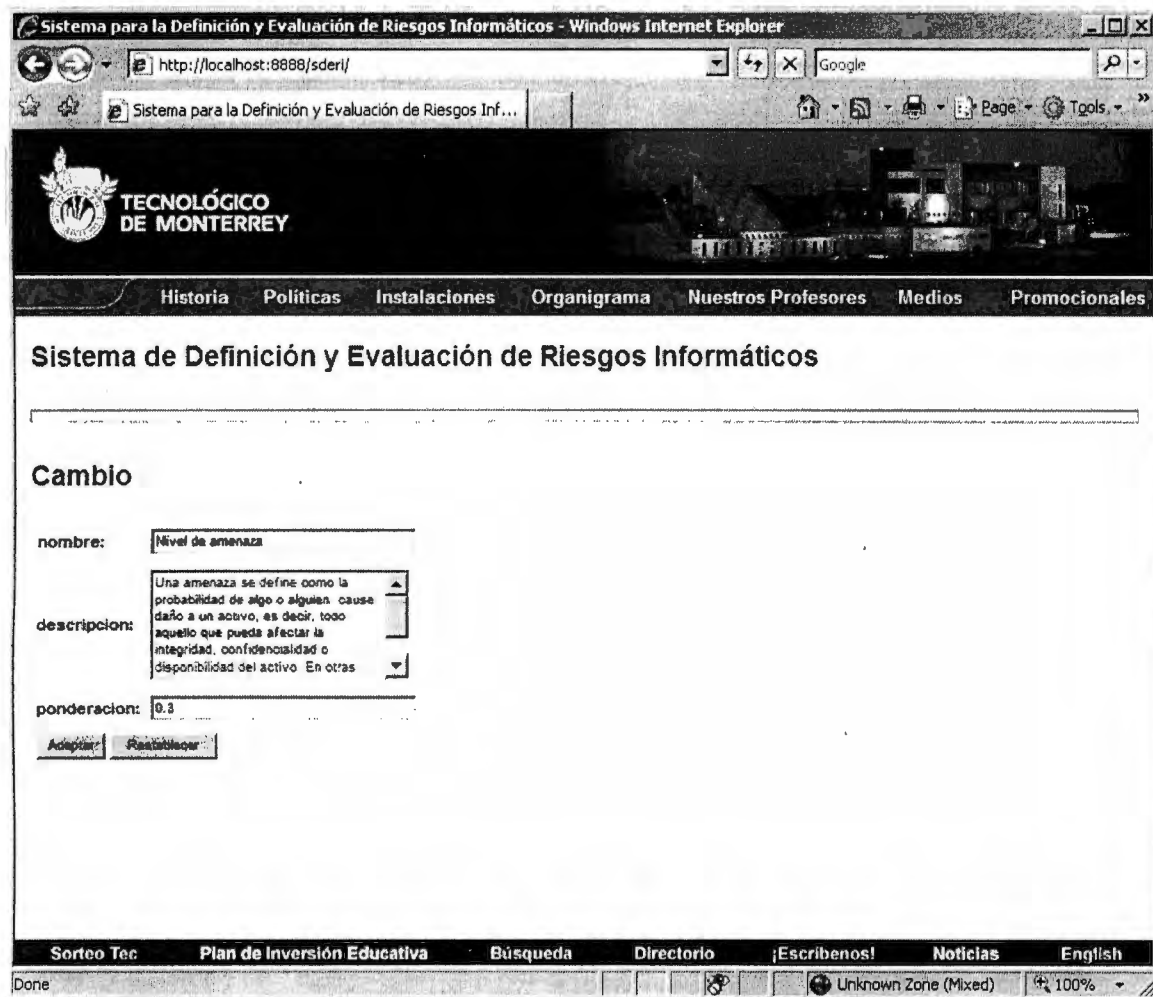 Sistema para la Definición y Evaluación de Riesgos Informáticos - Windows Internet Explorer
http://localhost:8888/sderi/
Google
Sistema para la Definición y Evaluación de Riesgos Inf...
Page
Tools
TECNOLÓGICO
DE MONTERREY
Historia Políticas Instalaciones Organigrama Nuestros Profesores Medios Promocionales
Sistema de Definición y Evaluación de Riesgos Informáticos
Cambio
nombre: Nivel de amenaza
descripcion:
Una amenaza se define como la
probabilidad de algo o alguien cause
daño a un activo, es decir, todo
aquello que pueda afectar la
integridad, confidencialidad o
disponibilidad del activo En otras
ponderacion: 0.3
Aceptar Restablecer
Sorteo Tec Plan de Inversión Educativa Búsqueda Directorio ¡Escríbenos! Noticias English
Done Unknown Zone (Mixed) 100%